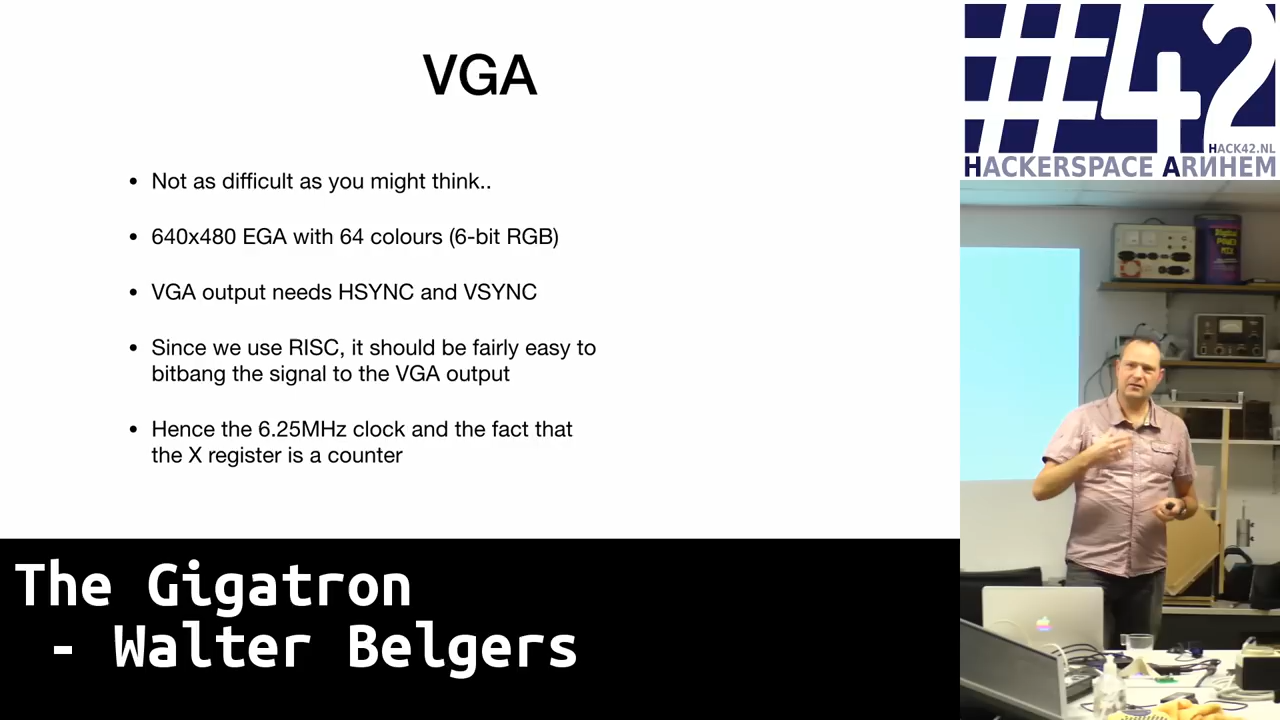 VGA
• Not as difficult as you might think..
• 640x480 EGA with 64 colours (6-bit RGB)
• VGA output needs HSYNC and VSYNC
• Since we use RISC, it should be fairly easy to
bitbang the signal to the VGA output
• Hence the 6.25MHz clock and the fact that
the X register is a counter
The Gigatron
- Walter Belgers
#42
HACK42.NL
HACKERSPACE ARИHEM
Digital